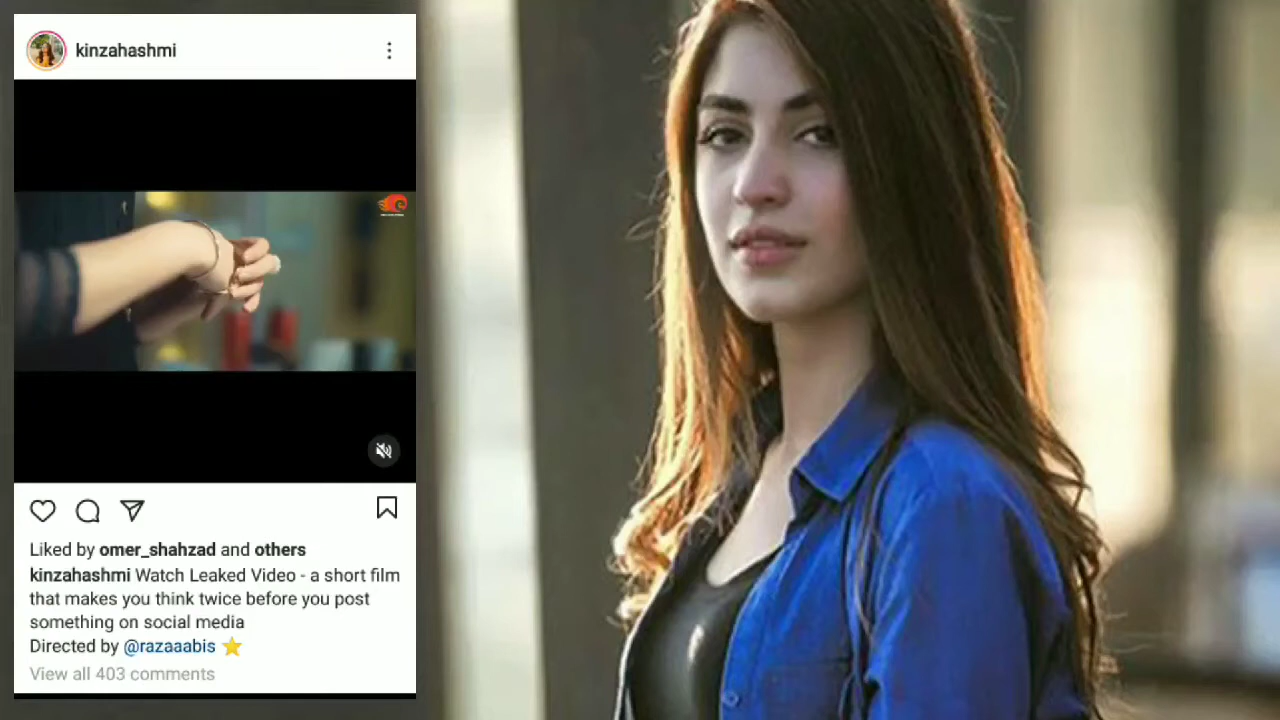 kinzahashmi
Liked by omer_shahzad and others
kinzahashmi Watch Leaked Video - a short film
that makes you think twice before you post
something on social media
Directed by @razaaabis ⭐
View all 403 comments